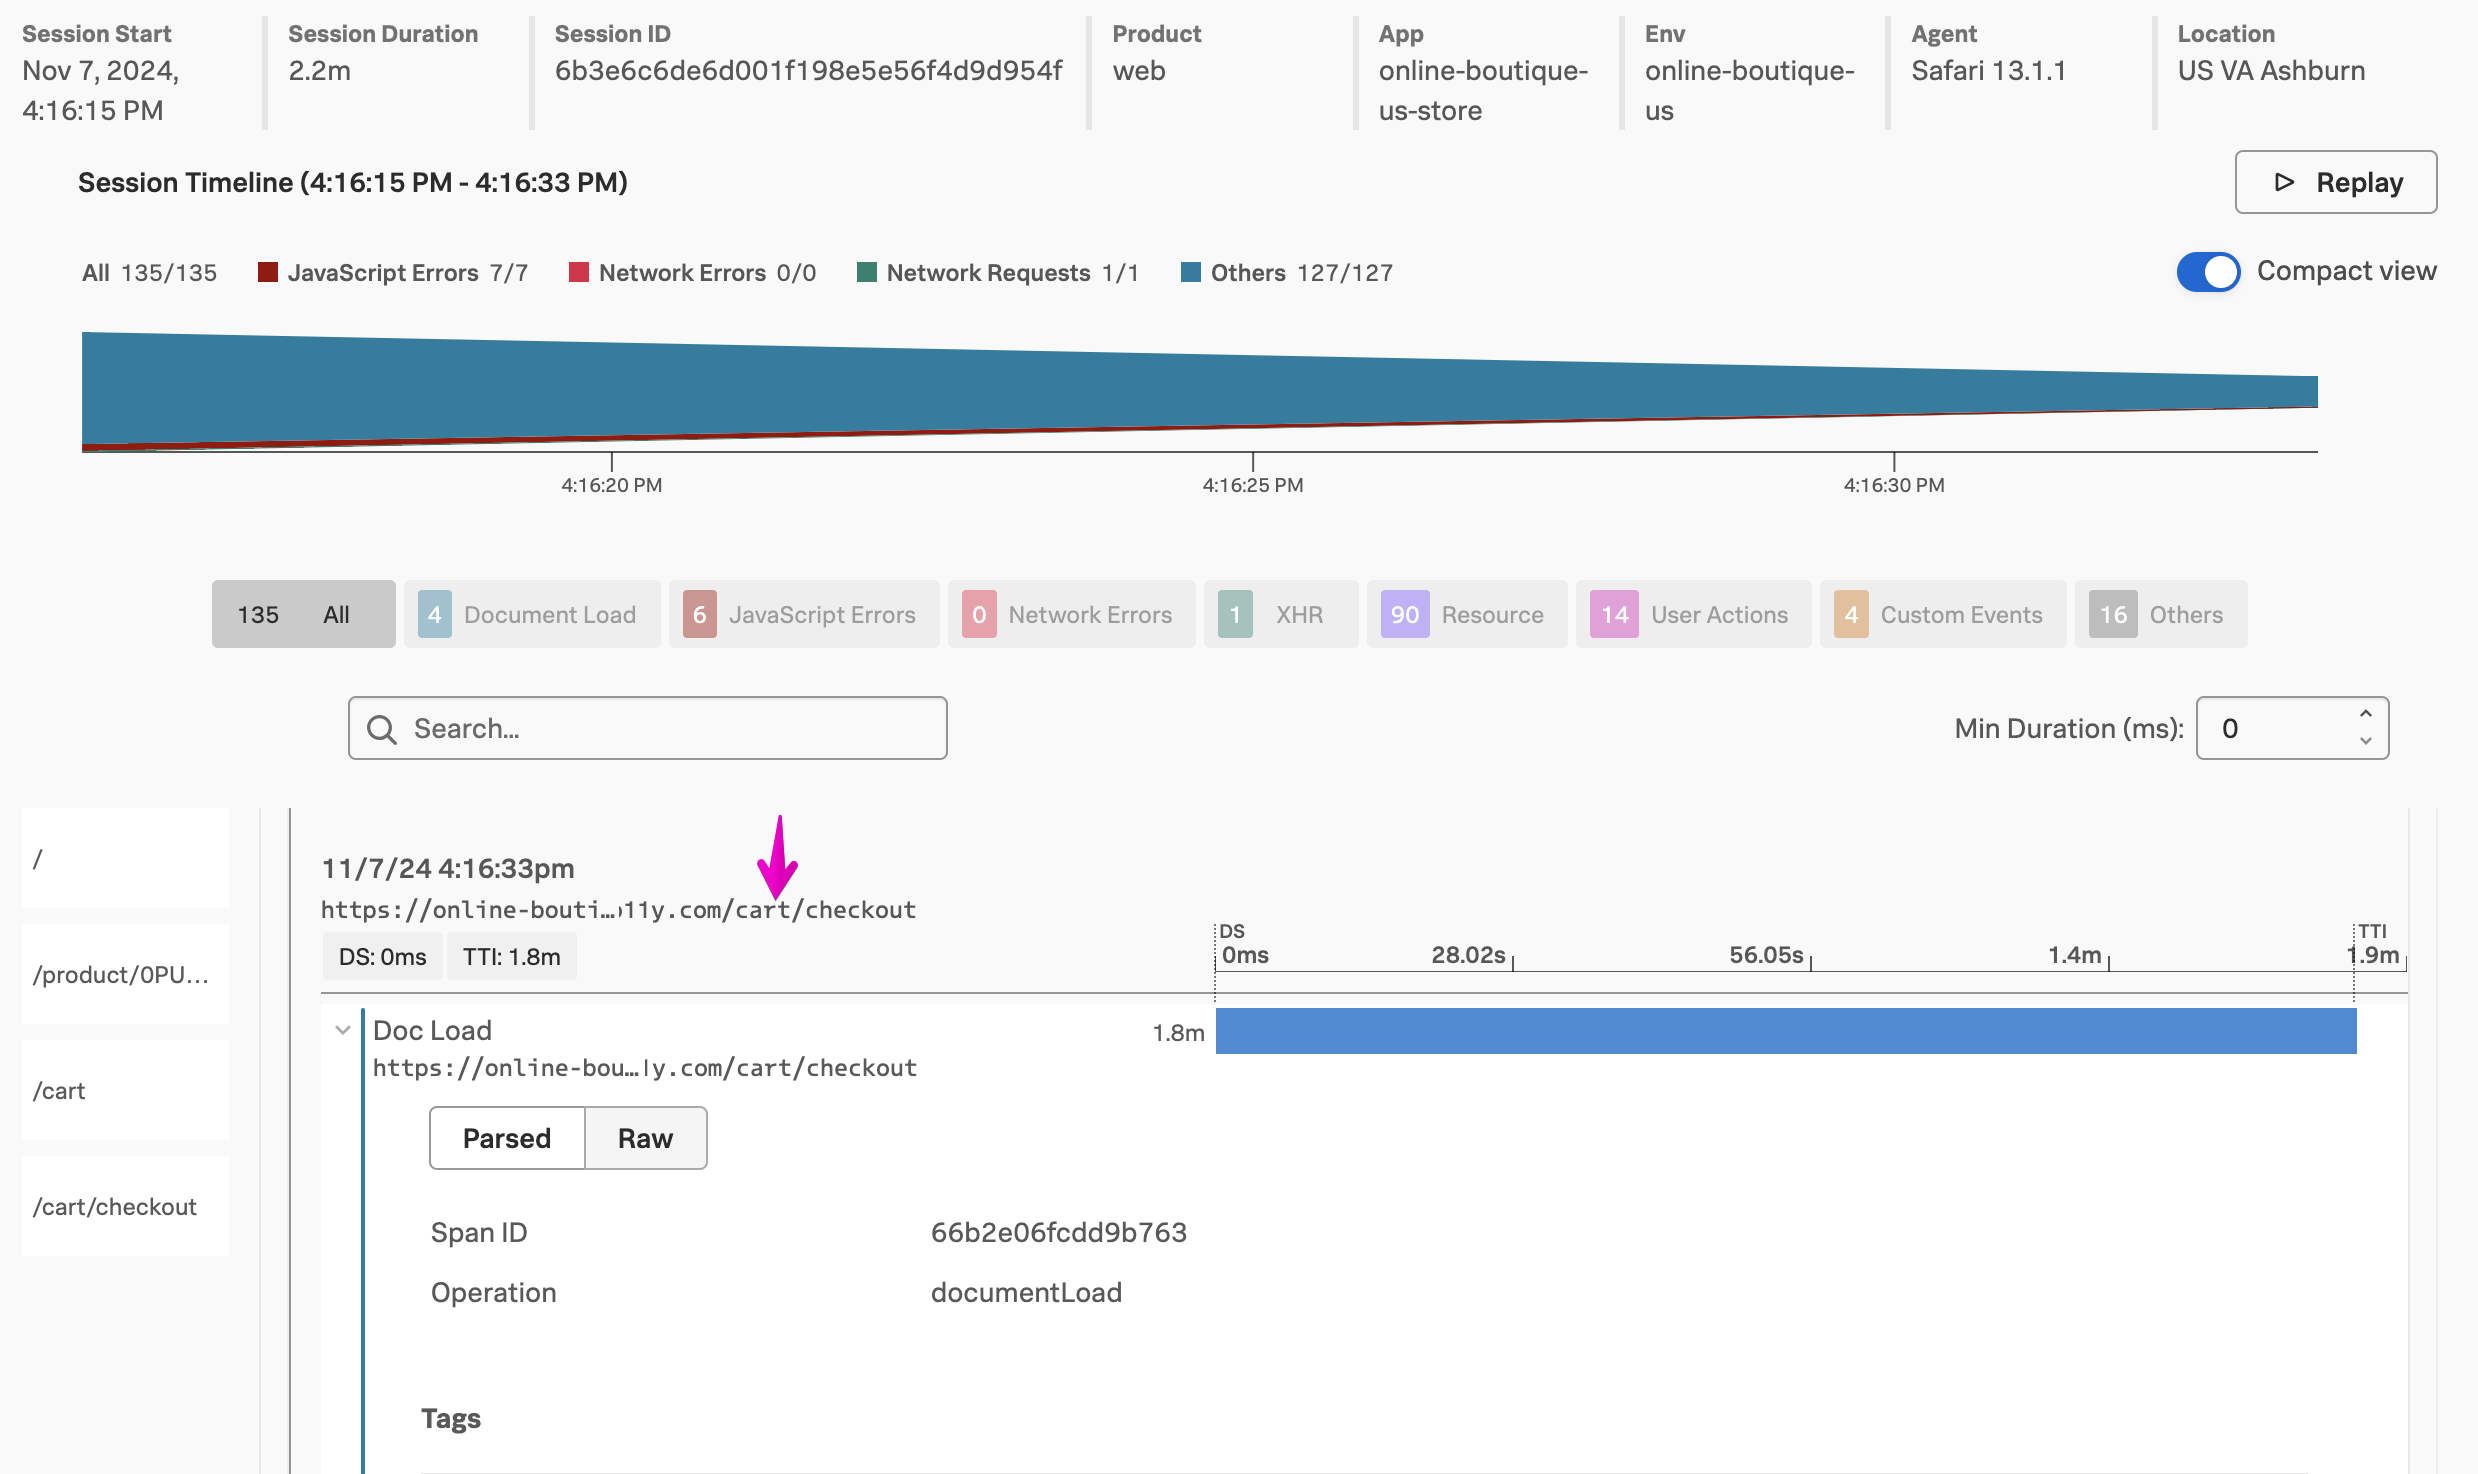 Session Start
Nov 7, 2024,
4:16:15 PM
Session Duration
2.2m
Session ID
6b3e6c6de6d001f198e5e56f4d9d954f
Product
web
App
online-boutique-
us-store
Env
online-boutique-
us
Agent
Safari 13.1.1
Location
US VA Ashburn
Session Timeline (4:16:15 PM - 4:16:33 PM)
Replay
All 135/135
JavaScript Errors 7/7
Network Errors 0/0
Network Requests 1/1
Others 127/127
Compact view
4:16:20 PM
4:16:25 PM
4:16:30 PM
135 All
4 Document Load
6 JavaScript Errors
0 Network Errors
1 XHR
90 Resource
14 User Actions
4 Custom Events
16 Others
Search...
Min Duration (ms): 0
/
/product/0PU...
/cart
/cart/checkout
11/7/24 4:16:33pm
https://online-bouti…o11y.com/cart/checkout
DS: 0ms
TTI: 1.8m
DS
TTI
0ms
28.02s
56.05s
1.4m
1.9m
Doc Load
1.8m
https://online-bou…ly.com/cart/checkout
Parsed
Raw
Span ID
66b2e06fcdd9b763
Operation
documentLoad
Tags